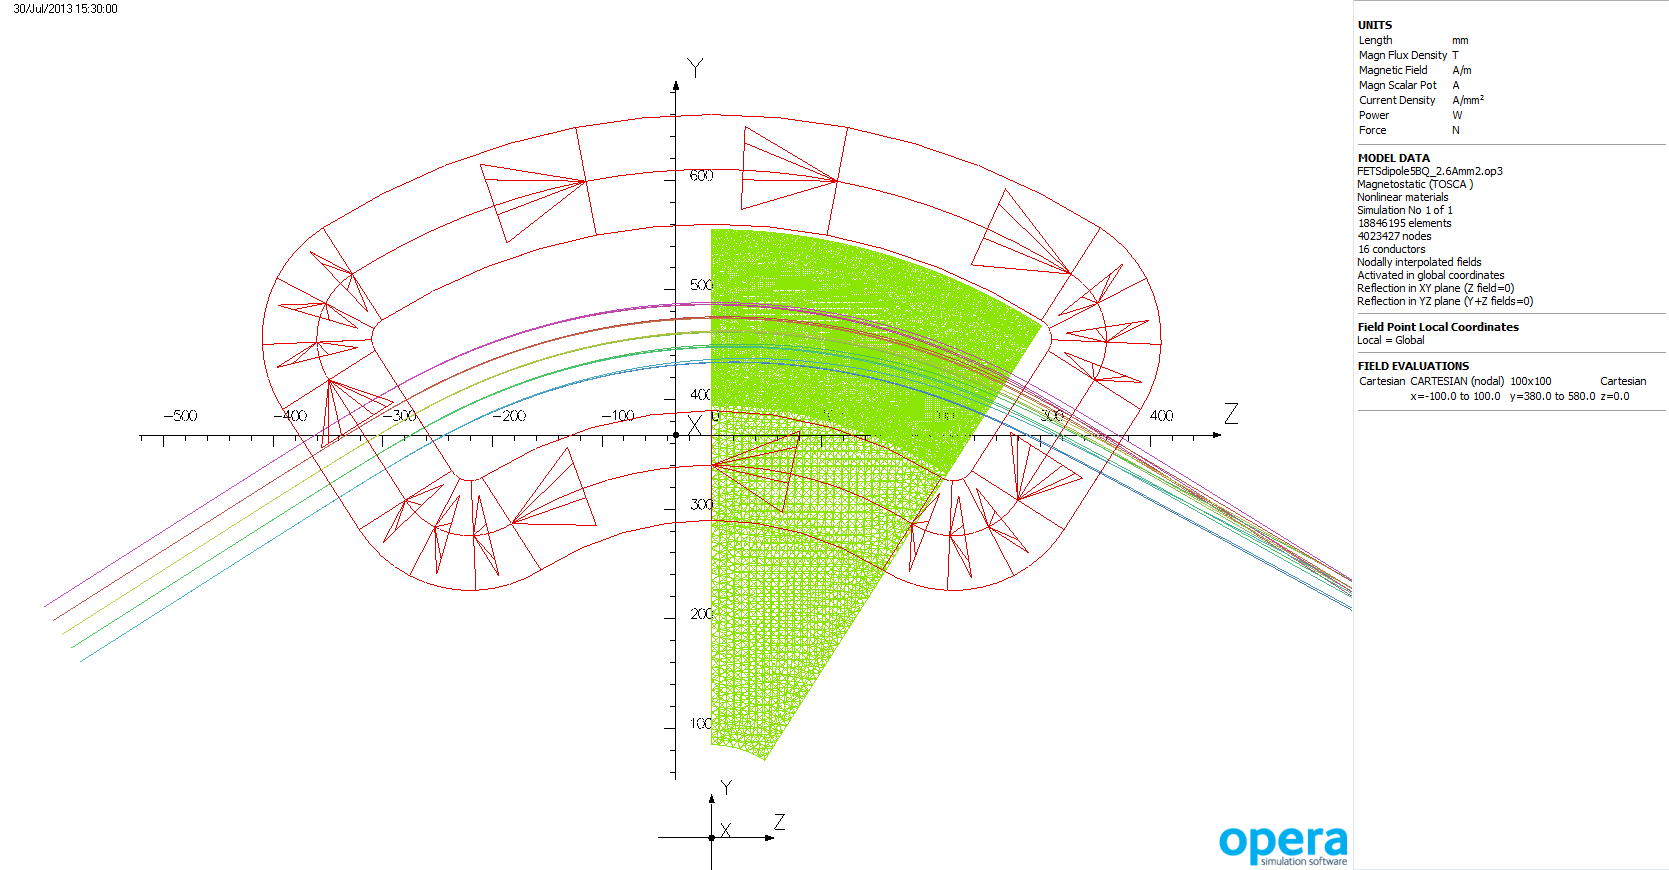 30/Jul/2013 15:30:00
Y
600
500
400
-500
-400
-300
-200
-100
0
300
400
Z
X
300
200
100
Y
X
Z
opera
simulation software
UNITS
Length mm
Magn Flux Density T
Magnetic Field A/m
Magn Scalar Pot A
Current Density A/mm²
Power W
Force N
MODEL DATA
FETSdipole5BQ_2.6Amm2.op3
Magnetostatic (TOSCA )
Nonlinear materials
Simulation No 1 of 1
18846195 elements
4023427 nodes
16 conductors
Nodally interpolated fields
Activated in global coordinates
Reflection in XY plane (Z field=0)
Reflection in YZ plane (Y+Z fields=0)
Field Point Local Coordinates
Local = Global
FIELD EVALUATIONS
Cartesian CARTESIAN (nodal) 100x100 Cartesian
x=-100.0 to 100.0 y=380.0 to 580.0 z=0.0